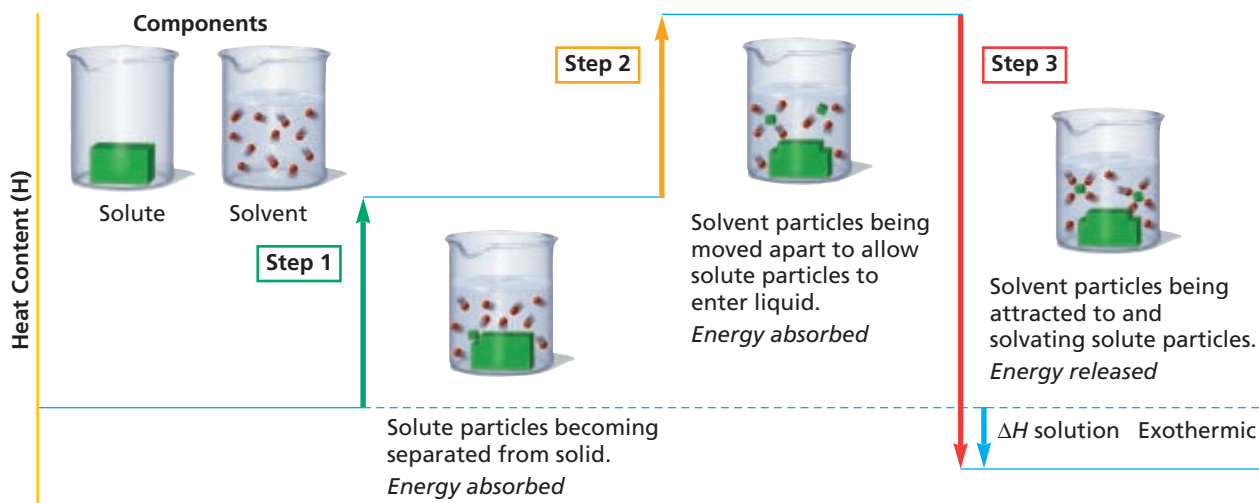 Components
Solute
Solvent
Heat Content (H)
Step 1
Solute particles becoming
separated from solid.
Energy absorbed
Step 2
Solvent particles being
moved apart to allow
solute particles to
enter liquid.
Energy absorbed
Step 3
Solvent particles being
attracted to and
solvating solute particles.
Energy released
ΔH solution Exothermic